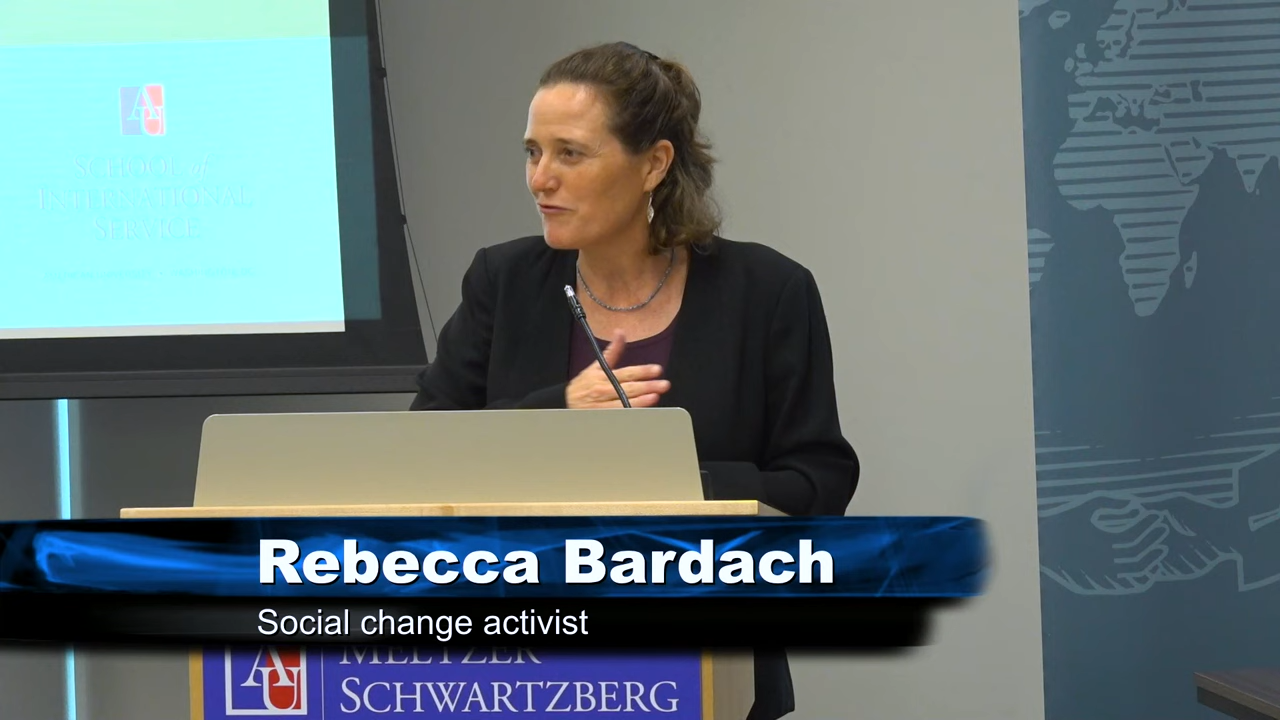 AU
SCHOOL of
INTERNATIONAL
SERVICE
Rebecca Bardach
Social change activist
AU
MELTZER
SCHWARTZBERG